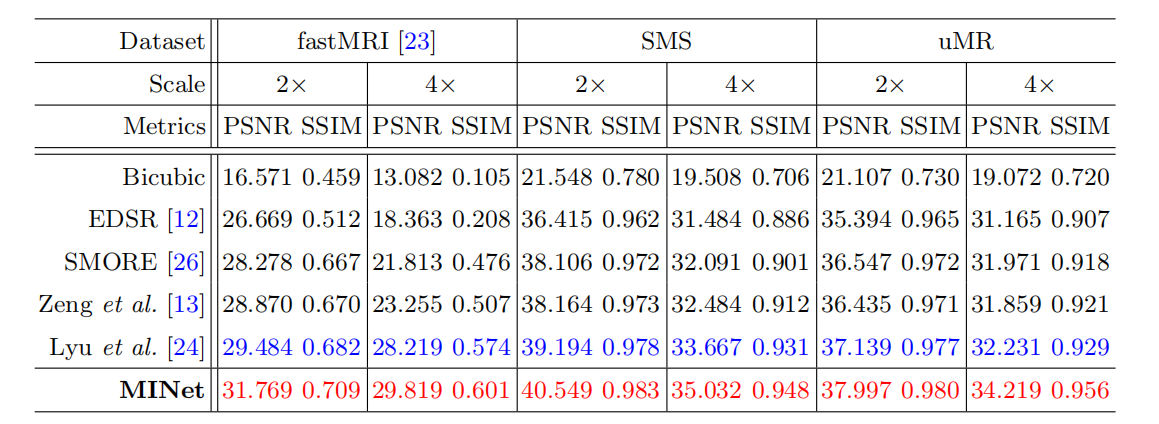 Dataset fastMRI [23] SMS uMR
Scale 2× 4× 2× 4× 2× 4×
Metrics PSNR SSIM PSNR SSIM PSNR SSIM PSNR SSIM PSNR SSIM PSNR SSIM
Bicubic 16.571 0.459 13.082 0.105 21.548 0.780 19.508 0.706 21.107 0.730 19.072 0.720
EDSR [12] 26.669 0.512 18.363 0.208 36.415 0.962 31.484 0.886 35.394 0.965 31.165 0.907
SMORE [26] 28.278 0.667 21.813 0.476 38.106 0.972 32.091 0.901 36.547 0.972 31.971 0.918
Zeng et al. [13] 28.870 0.670 23.255 0.507 38.164 0.973 32.484 0.912 36.435 0.971 31.859 0.921
Lyu et al. [24] 29.484 0.682 28.219 0.574 39.194 0.978 33.667 0.931 37.139 0.977 32.231 0.929
MINet 31.769 0.709 29.819 0.601 40.549 0.983 35.032 0.948 37.997 0.980 34.219 0.956